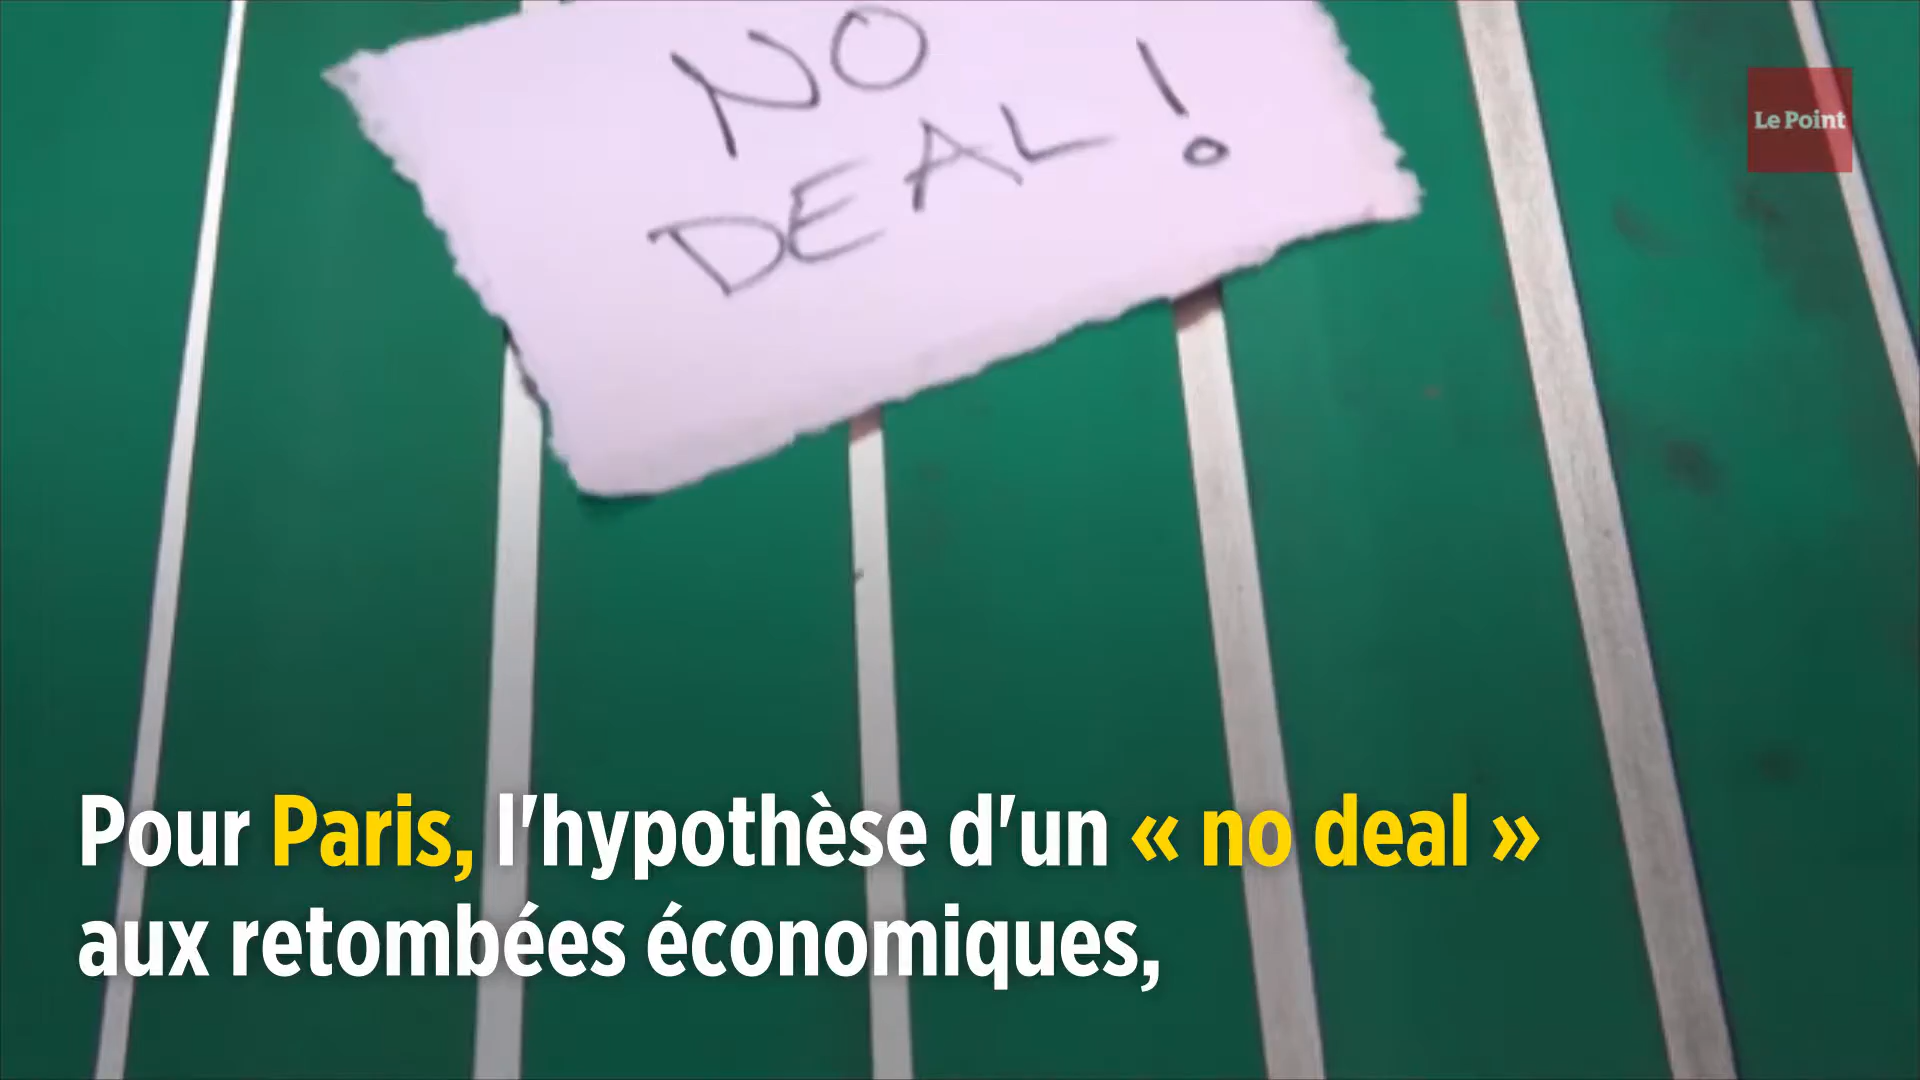 NO
DEAL!
Le Point
Pour Paris, l'hypothèse d'un « no deal »
aux retombées économiques,